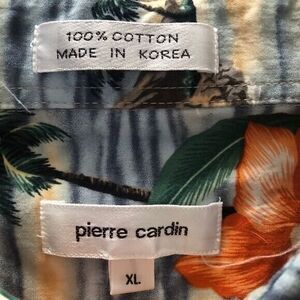 100% COTTON
MADE IN KOREA
pierre cardin
XL